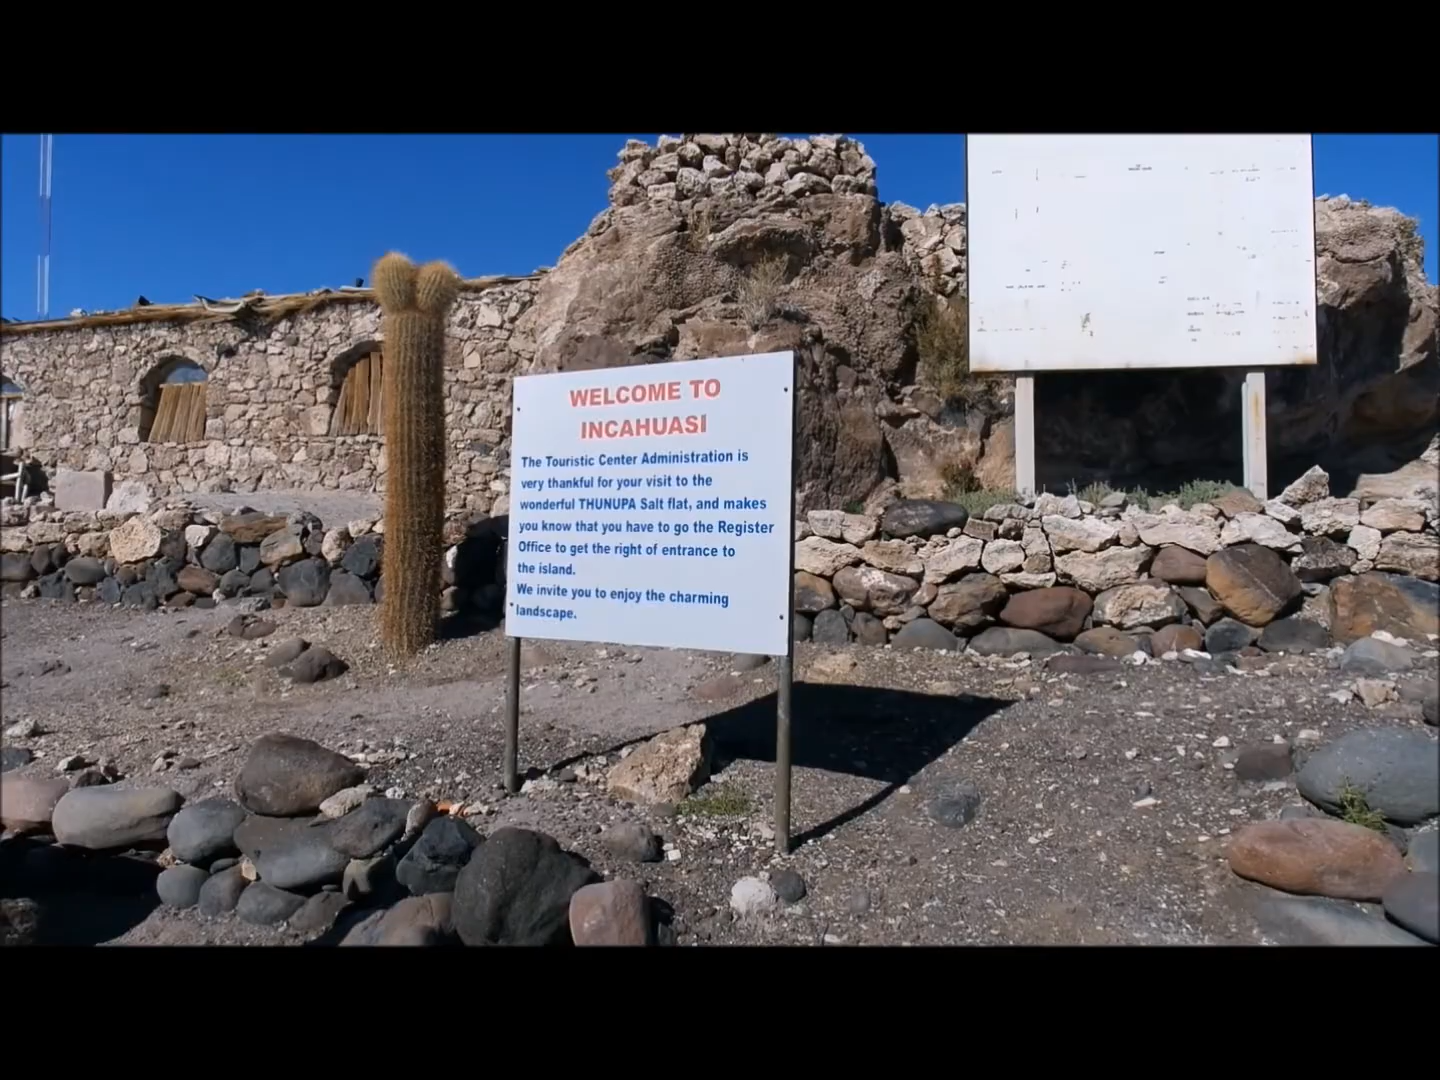 WELCOME TO
INCAHUASI
The Touristic Center Administration is
very thankful for your visit to the
wonderful THUNUPA Salt flat, and makes
you know that you have to go the Register
Office to get the right of entrance to
the island.
We invite you to enjoy the charming
landscape.